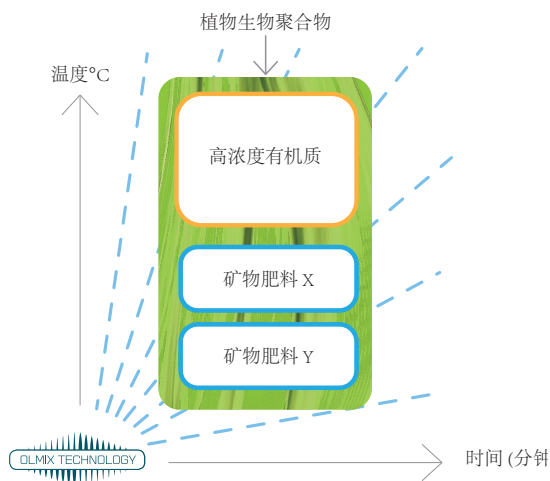 植物生物聚合物
温度°C
高浓度有机质
矿物肥料 X
矿物肥料 Y
OLMIX TECHNOLOGY
时间 (分钟